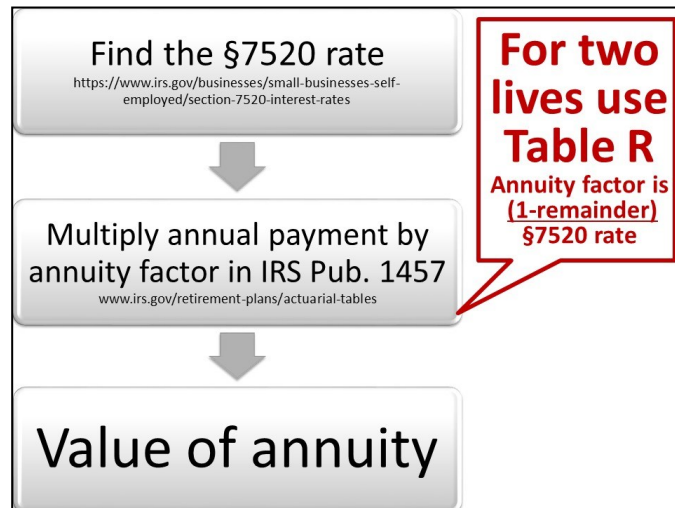 Find the §7520 rate
https://www.irs.gov/businesses/small-businesses-self-
employed/section-7520-interest-rates
Multiply annual payment by
annuity factor in IRS Pub. 1457
www.irs.gov/retirement-plans/actuarial-tables
Value of annuity
For two
lives use
Table R
Annuity factor is
(1-remainder)
§7520 rate